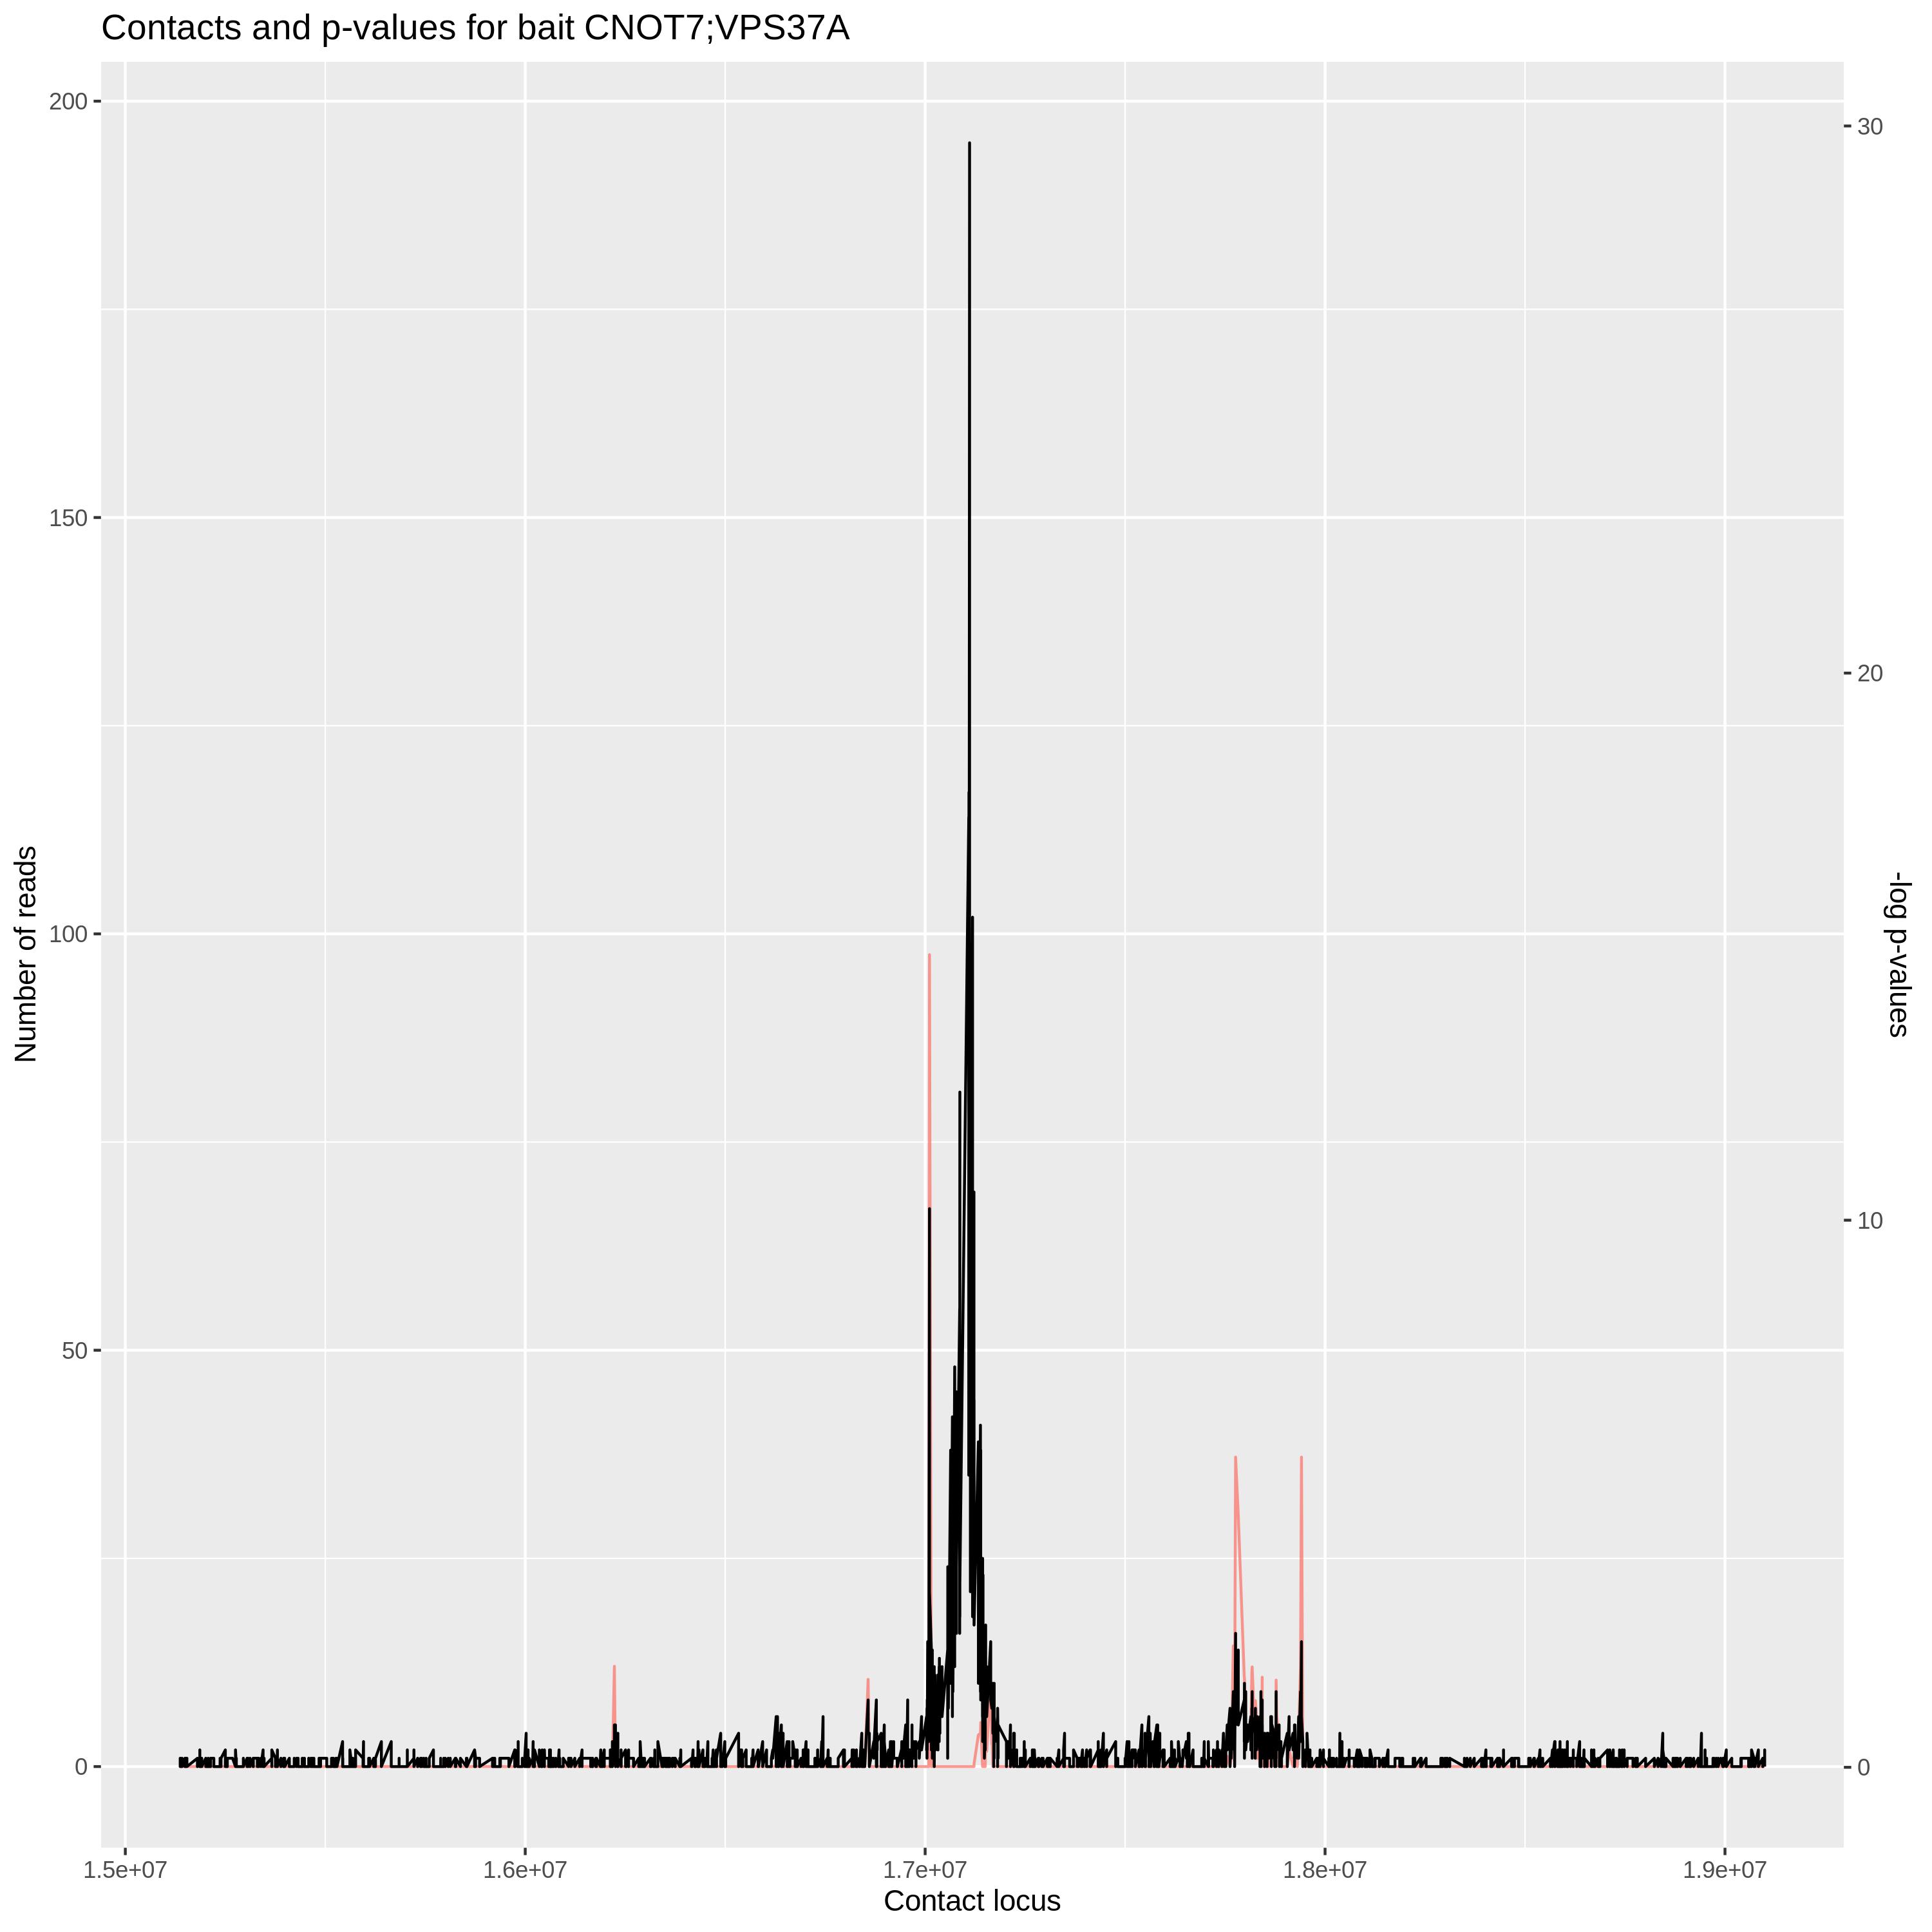 Contacts and p-values for bait CNOT7;VPS37A
200
150
100
50
0
Number of reads
30
20
10
0
-log p-values
1.5e+07 1.6e+07 1.7e+07 1.8e+07 1.9e+07
Contact locus